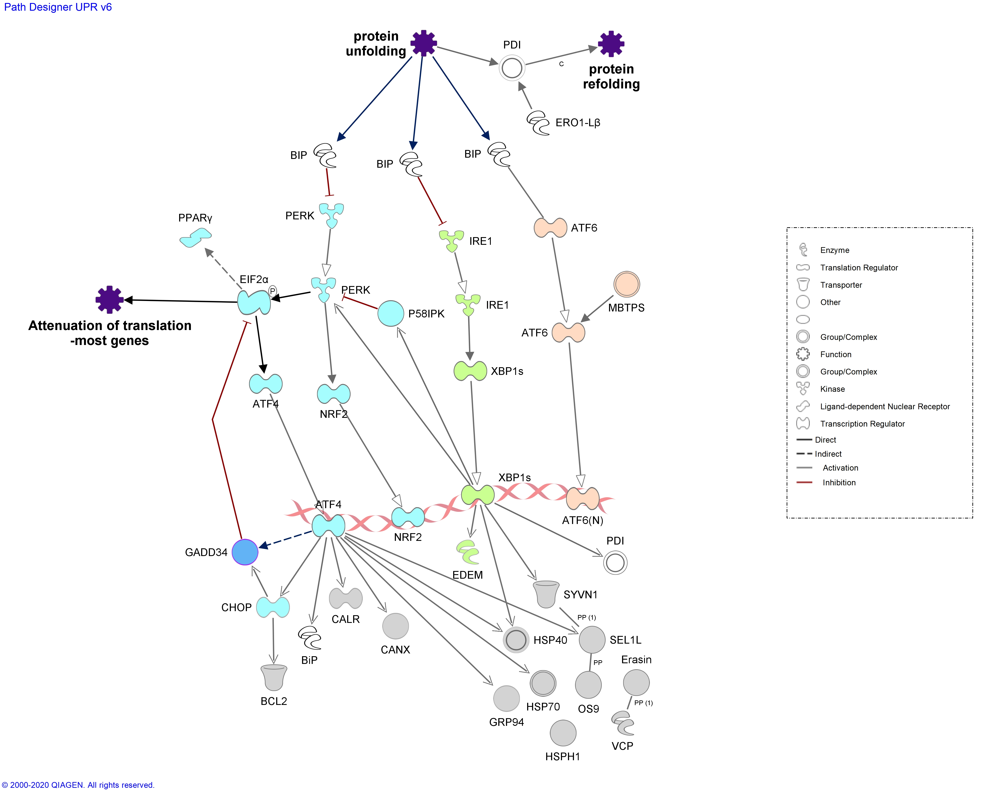 Path Designer UPR v6
protein
unfolding
PDI
C
protein
refolding
ERO1-Lβ
BIP
BIP
BIP
PERK
PPARγ
IRE1
ATF6
EIF2α
P
PERK
P58IPK
IRE1
MBTPS
Attenuation of translation
-most genes
ATF6
XBP1s
ATF4
NRF2
XBP1s
ATF4
NRF2
ATF6(N)
GADD34
PDI
EDEM
SYVN1
CHOP
CALR
PP (1)
CANX
HSP40
SEL1L
BiP
Erasin
PP
BCL2
HSP70
OS9
PP (1)
GRP94
VCP
HSPH1
Enzyme
Translation Regulator
Transporter
Other
Group/Complex
Function
Group/Complex
Kinase
Ligand-dependent Nuclear Receptor
Transcription Regulator
Direct
Indirect
Activation
Inhibition
© 2000-2020 QIAGEN. All rights reserved.